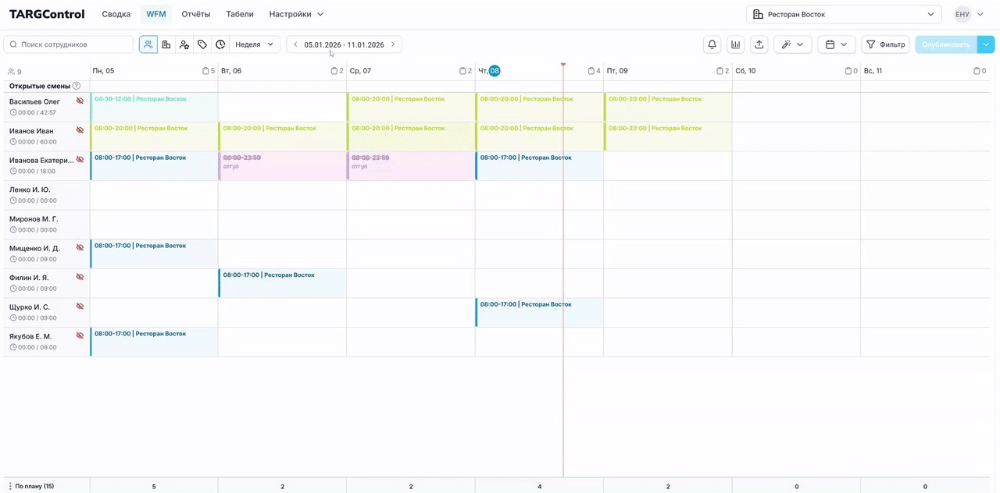 TARGControl Сводка WFM Отчёты Табели Настройки Ресторан Восток ЕНУ
Поиск сотрудников Неделя 05.01.2026 - 11.01.2026 Фильтр Опубликовать
9 Пн, 05 5 Вт, 06 2 Ср, 07 2 Чт, 08 4 Пт, 09 2 Сб, 10 0 Вс, 11 0
Открытые смены ?
Васильев Олег 04:30-12:00 | Ресторан Восток 08:00-20:00 | Ресторан Восток 08:00-20:00 | Ресторан Восток 08:00-20:00 | Ресторан Восток
00:00 / 42:57
Иванов Иван 08:00-20:00 | Ресторан Восток 08:00-20:00 | Ресторан Восток 08:00-20:00 | Ресторан Восток 08:00-20:00 | Ресторан Восток 08:00-20:00 | Ресторан Восток
00:00 / 60:00
Иванова Екатери... 08:00-17:00 | Ресторан Восток 00:00-23:59 00:00-23:59 08:00-17:00 | Ресторан Восток
00:00 / 18:00 отгул отгул
Ленко И. Ю.
00:00 / 00:00
Миронов М. Г.
00:00 / 00:00
Мищенко И. Д. 08:00-17:00 | Ресторан Восток
00:00 / 09:00
Филин И. Я. 08:00-17:00 | Ресторан Восток
00:00 / 09:00
Щурко И. С. 08:00-17:00 | Ресторан Восток
00:00 / 09:00
Якубов Е. М. 08:00-17:00 | Ресторан Восток
00:00 / 09:00
По плану (15) 5 2 2 4 2 0 0